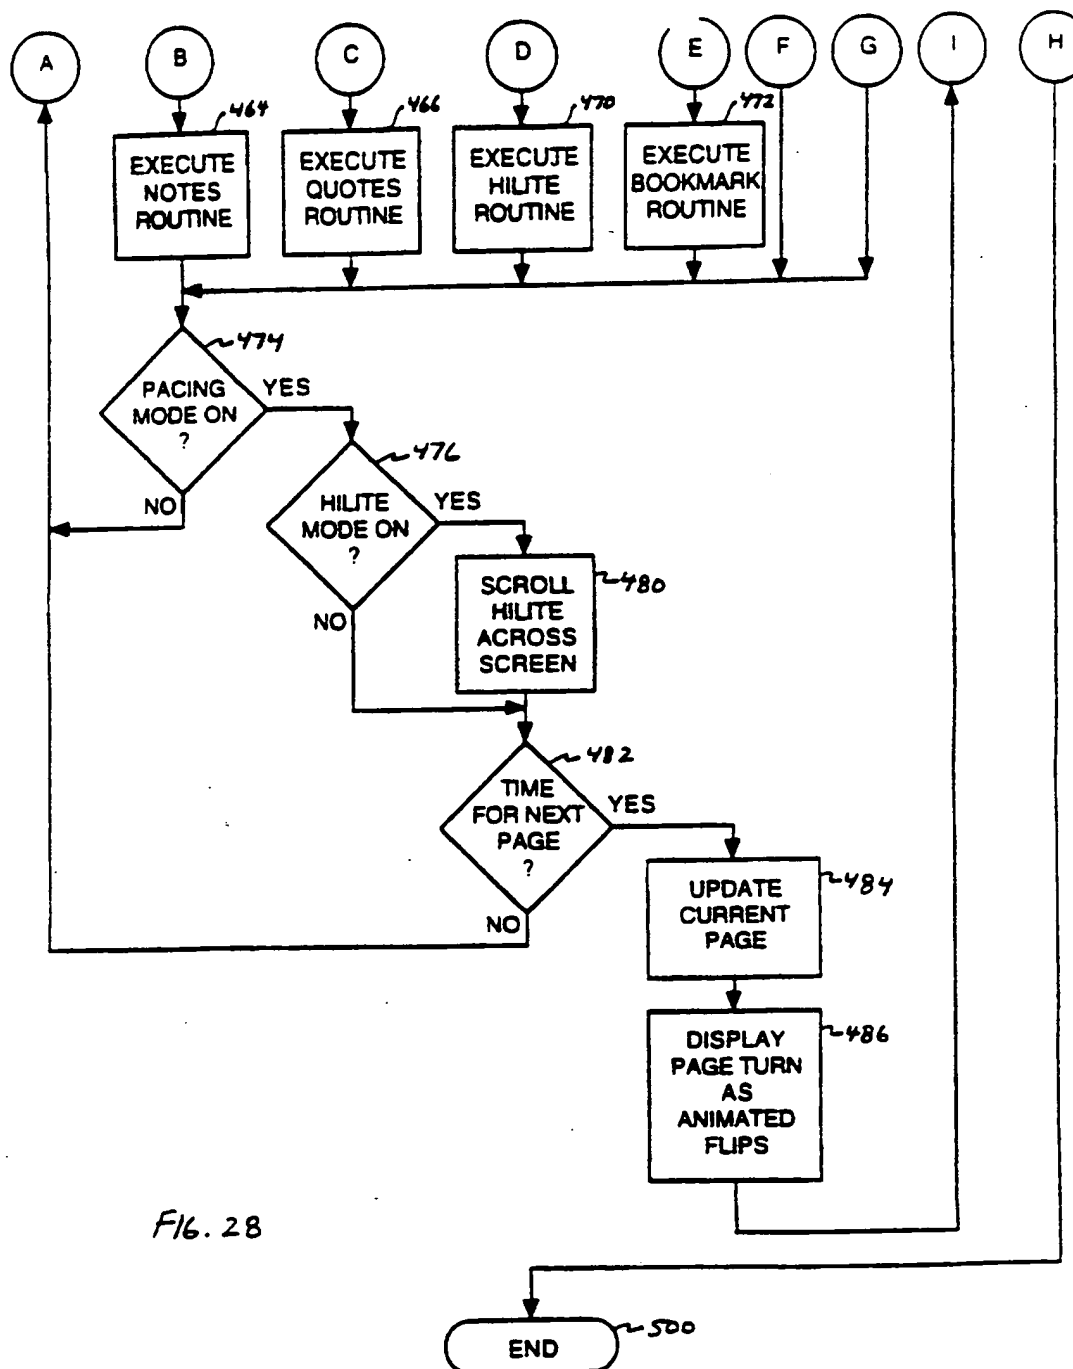 A
B
C
D
E
F
G
I
H
464
466
470
472
EXECUTE
NOTES
ROUTINE
EXECUTE
QUOTES
ROUTINE
EXECUTE
HILITE
ROUTINE
EXECUTE
BOOKMARK
ROUTINE
474
PACING
MODE ON
?
YES
NO
476
HILITE
MODE ON
?
YES
NO
480
SCROLL
HILITE
ACROSS
SCREEN
482
TIME
FOR NEXT
PAGE
?
YES
NO
484
UPDATE
CURRENT
PAGE
486
DISPLAY
PAGE TURN
AS
ANIMATED
FLIPS
FIG. 28
500
END